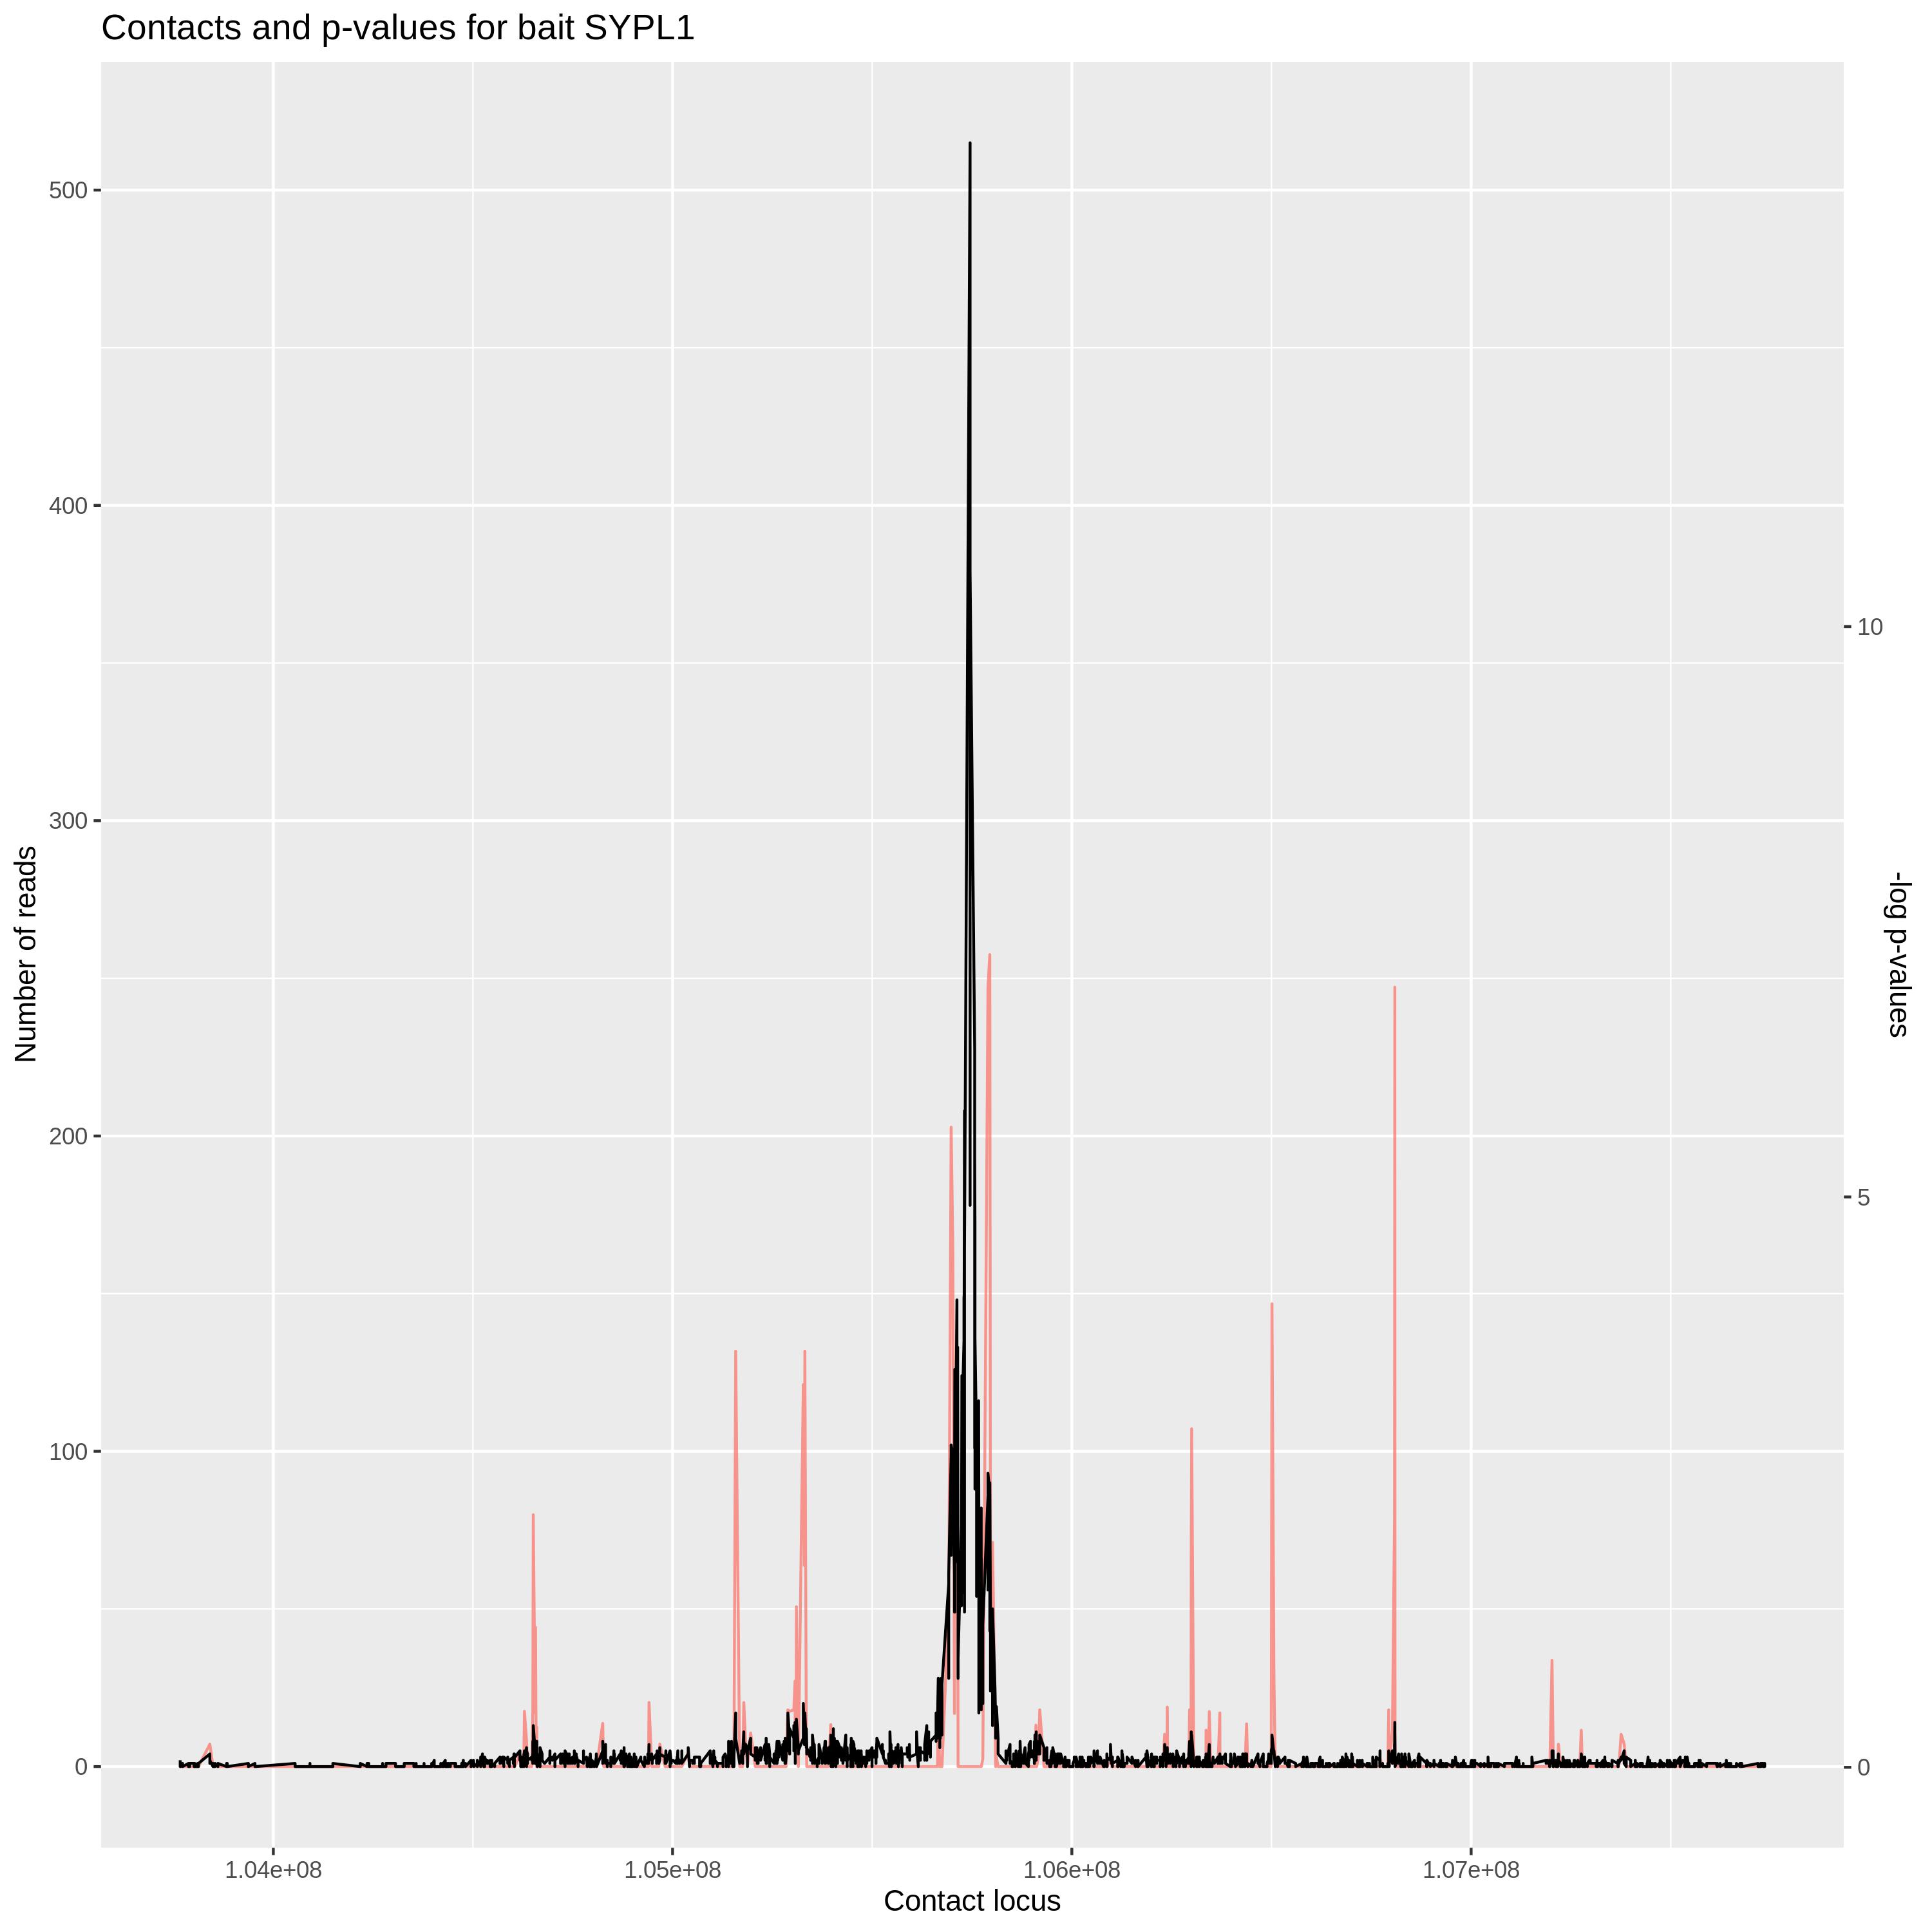 Contacts and p-values for bait SYPL1
500
400
300
200
100
0
Number of reads
10
5
0
-log p-values
1.04e+08
1.05e+08
1.06e+08
1.07e+08
Contact locus